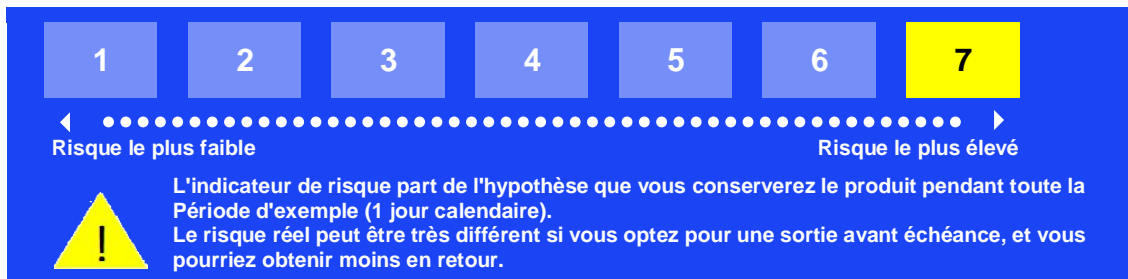 1 2 3 4 5 6 7
Risque le plus faible Risque le plus élevé
L'indicateur de risque part de l'hypothèse que vous conserverez le produit pendant toute la
Période d'exemple (1 jour calendaire).
Le risque réel peut être très différent si vous optez pour une sortie avant échéance, et vous
pourriez obtenir moins en retour.
!